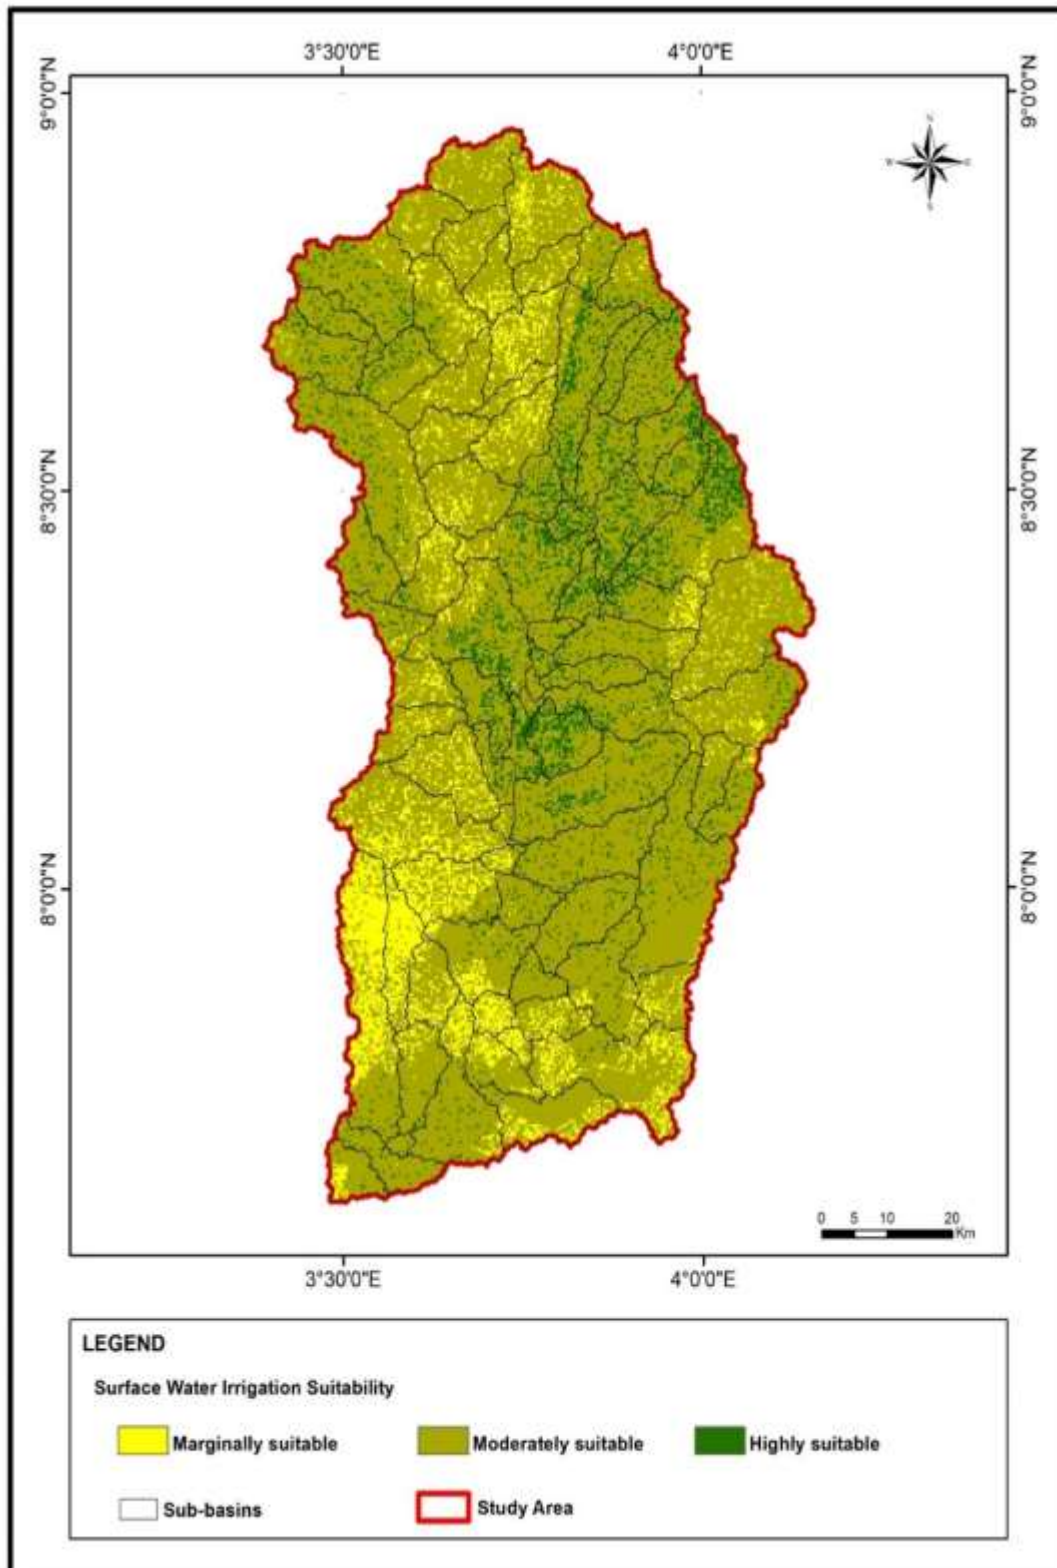 3°30'0"E 4°0'0"E
9°0'0"N 9°0'0"N
N
W E
S
8°30'0"N 8°30'0"N
8°0'0"N 8°0'0"N
0 5 10 20
Km
3°30'0"E 4°0'0"E
LEGEND
Surface Water Irrigation Suitability
Marginally suitable Moderately suitable Highly suitable
Sub-basins Study Area